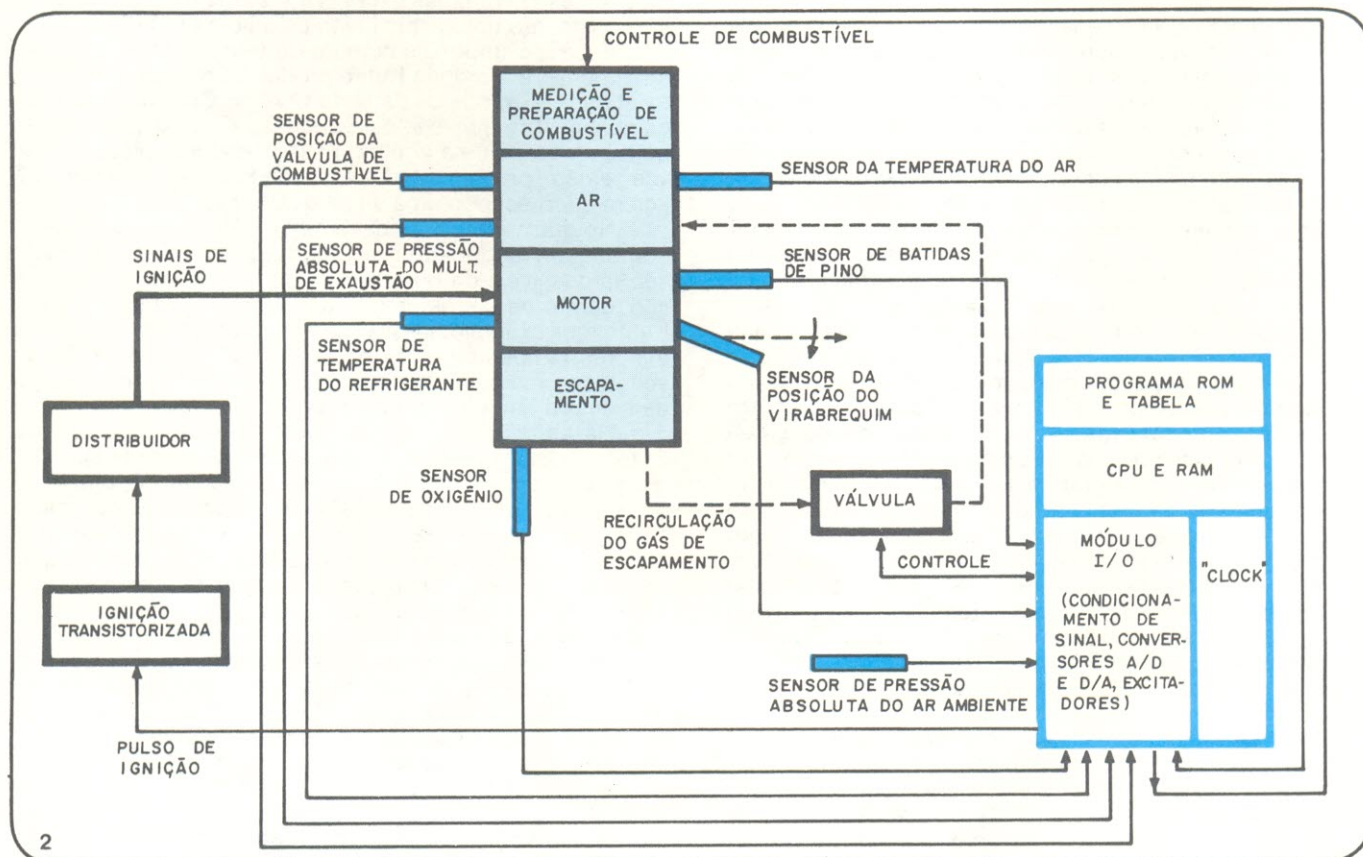 CONTROLE DE COMBUSTÍVEL
MEDIÇÃO E
PREPARAÇÃO DE
COMBUSTÍVEL
SENSOR DE
POSIÇÃO DA
VÁLVULA DE
COMBUSTÍVEL
SENSOR DA TEMPERATURA DO AR
AR
SINAIS DE
IGNIÇÃO
SENSOR DE PRESSÃO
ABSOLUTA DO MULT.
DE EXAUSTÃO
SENSOR DE BATIDAS
DE PINO
MOTOR
SENSOR DE
TEMPERATURA
DO REFRIGERANTE
ESCAPA-
MENTO
SENSOR DA
POSIÇÃO DO
VIRABREQUIM
PROGRAMA ROM
E TABELA
DISTRIBUIDOR
CPU E RAM
SENSOR
DE OXIGÊNIO
VÁLVULA
RECIRCULAÇÃO
DO GÁS DE
ESCAPAMENTO
CONTROLE
MÓDULO
I/O
(CONDICIONA-
MENTO DE
SINAL, CONVER-
SORES A/D
E D/A, EXCITA-
DORES)
"CLOCK"
IGNIÇÃO
TRANSISTORIZADA
SENSOR DE PRESSÃO
ABSOLUTA DO AR AMBIENTE
PULSO DE
IGNIÇÃO
2